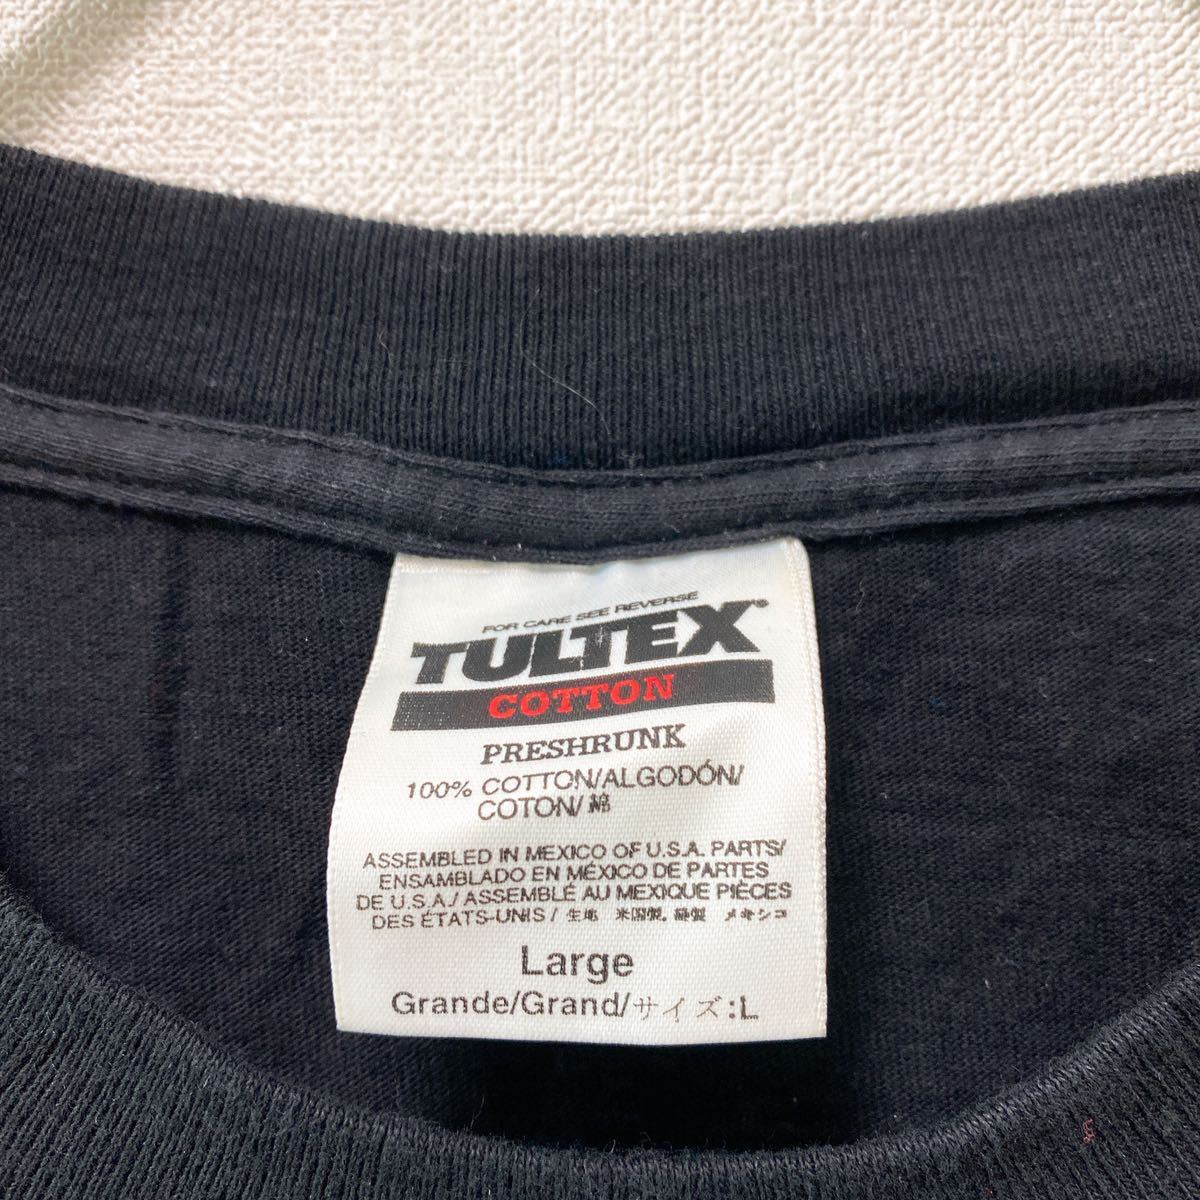 FOR CARE SEE REVERSE
TULTEX®
COTTON
PRESHRUNK
100% COTTON/ALGODÓN/
COTON/綿
ASSEMBLED IN MEXICO OF U.S.A. PARTS/
ENSAMBLADO EN MÉXICO DE PARTES
DE U.S.A./ASSEMBLÉ AU MEXIQUE PIÈCES
DES ÉTATS-UNIS/生地 米国製, 縫製 メキシコ
Large
Grande/Grand/サイズ:L